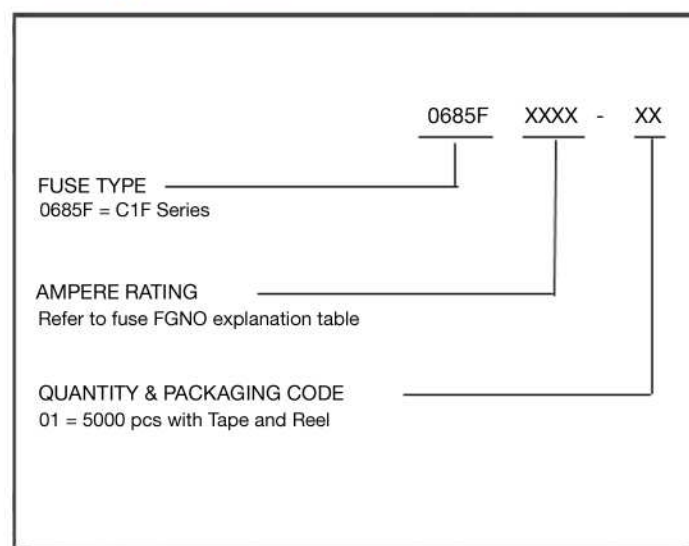 0685F XXXX - XX
FUSE TYPE
0685F = C1F Series
AMPERE RATING
Refer to fuse FGNO explanation table
QUANTITY & PACKAGING CODE
01 = 5000 pcs with Tape and Reel